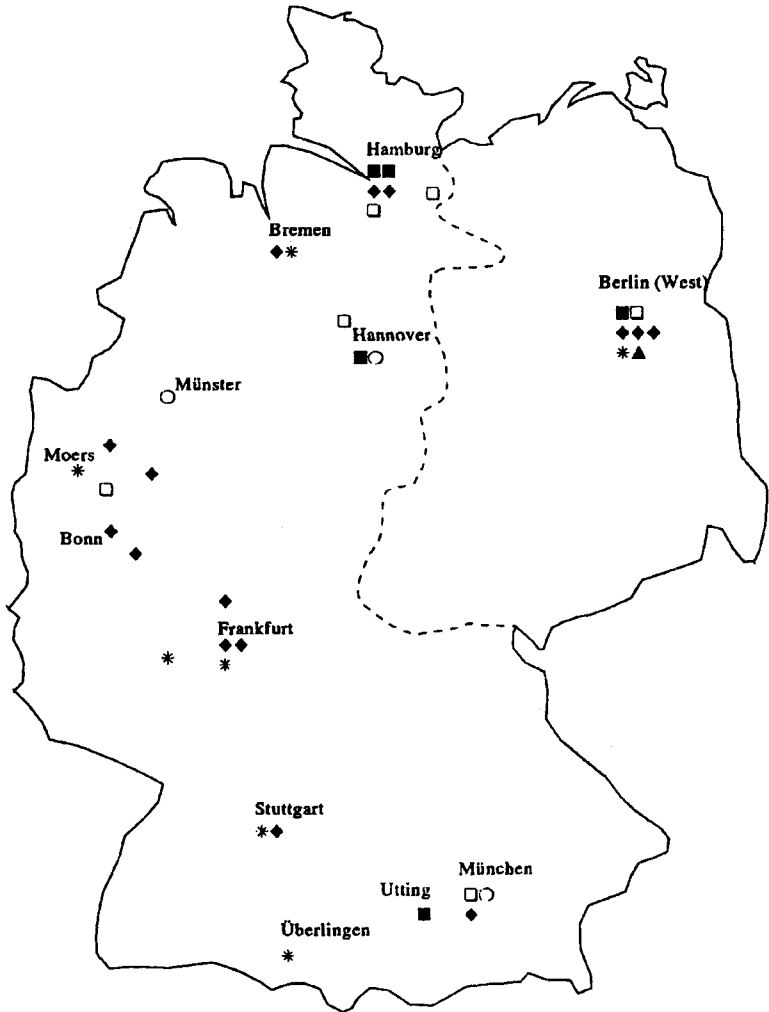 Hamburg
Bremen
Berlin (West)
Hannover
Münster
Moers
Bonn
Frankfurt
Stuttgart
München
Utting
Überlingen